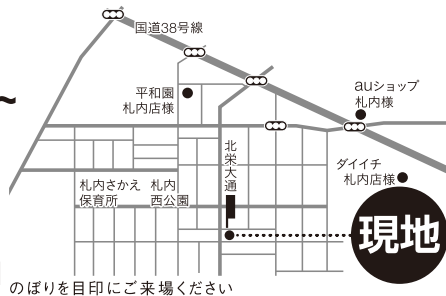 国道38号線
平和園
札内店様
auショップ
札内様
北栄大通
ダイイチ
札内店様
札内さかえ
保育所
札内
西公園
現地
のぼりを目印にご来場ください